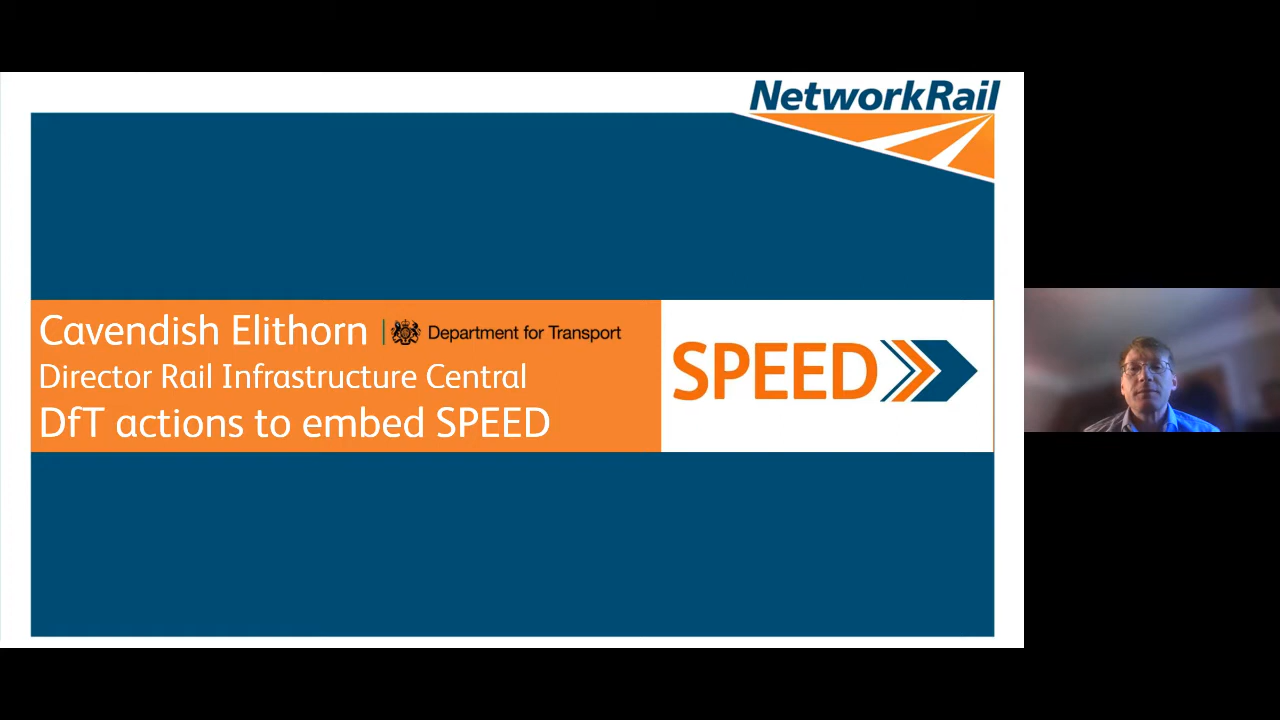 NetworkRail
Cavendish Elithorn Department for Transport
Director Rail Infrastructure Central
DfT actions to embed SPEED
SPEED